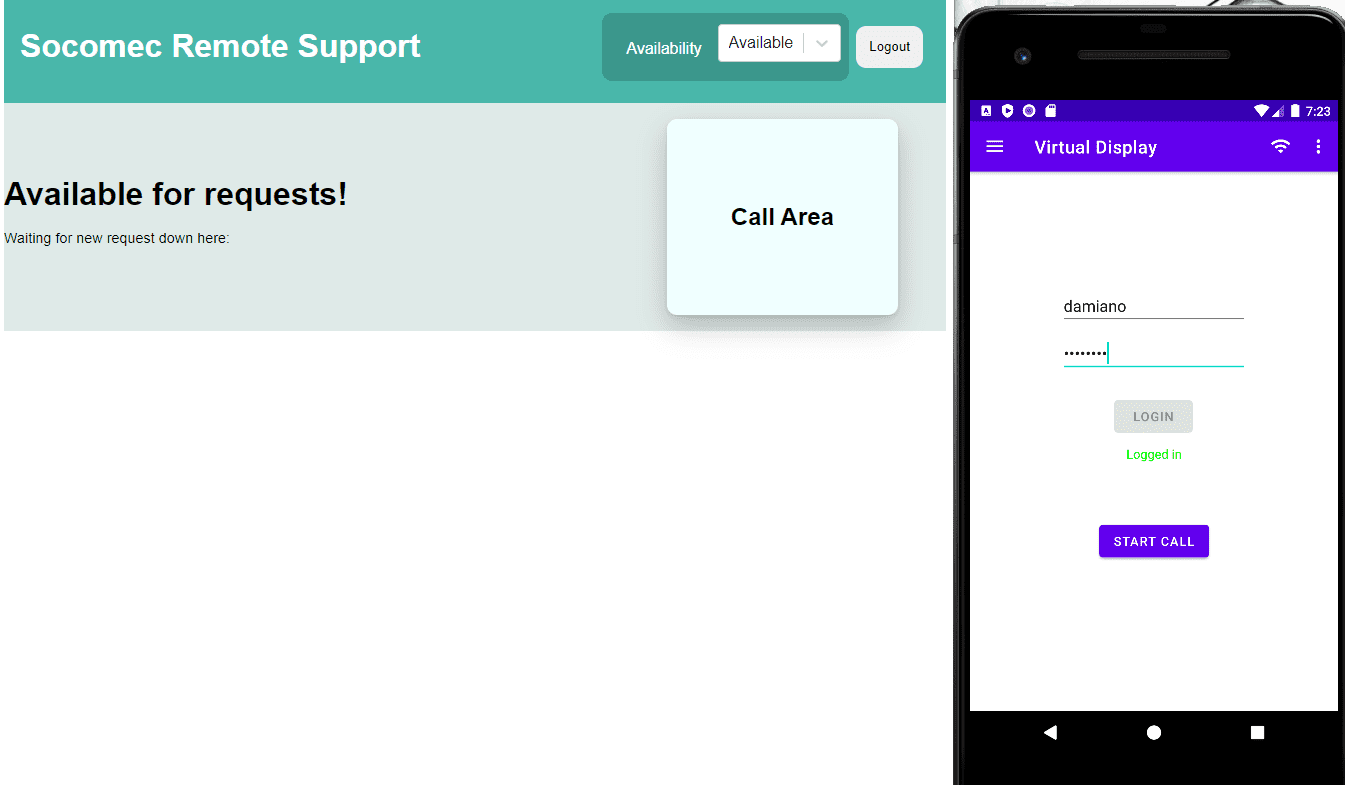 Socomec Remote Support
Availability
Available
Logout
Available for requests!
Waiting for new request down here:
Call Area
7:23
Virtual Display
damiano
••••••••
LOGIN
Logged in
START CALL